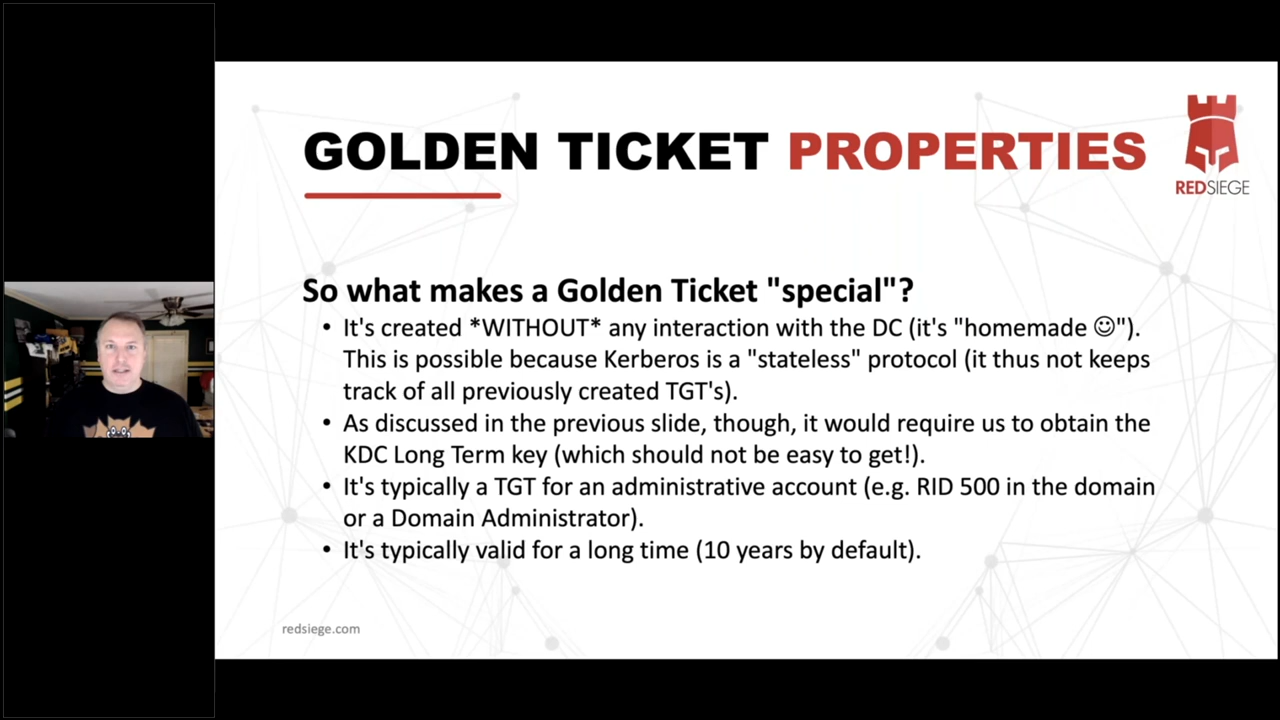 GOLDEN TICKET PROPERTIES
REDSIEGE
So what makes a Golden Ticket "special"?
• It's created *WITHOUT* any interaction with the DC (it's "homemade ☺").
This is possible because Kerberos is a "stateless" protocol (it thus not keeps
track of all previously created TGT's).
• As discussed in the previous slide, though, it would require us to obtain the
KDC Long Term key (which should not be easy to get!).
• It's typically a TGT for an administrative account (e.g. RID 500 in the domain
or a Domain Administrator).
• It's typically valid for a long time (10 years by default).
redsiege.com